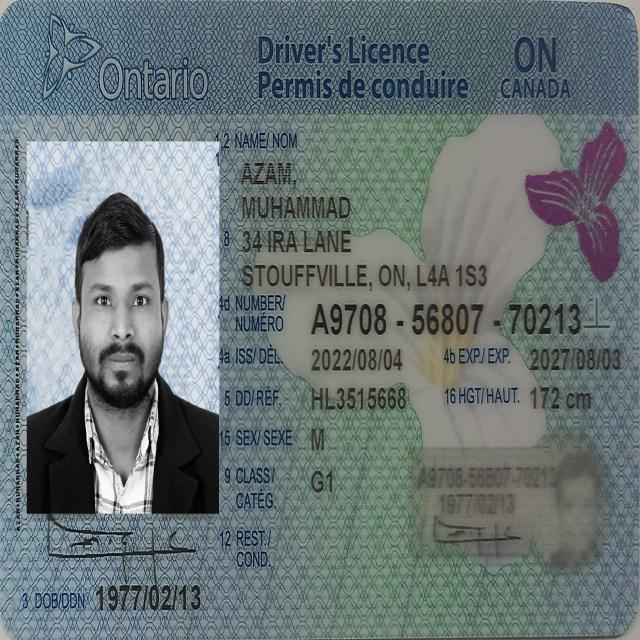 Ontario
Driver's Licence
Permis de conduire
ON
CANADA
1,2 NAME/ NOM
AZAM,
MUHAMMAD
8
34 IRA LANE
STOUFFVILLE, ON, L4A 1S3
4d NUMBER/
NUMÉRO
A9708 - 56807 - 70213
4a ISS/ DÉL
2022/08/04
4b EXP./ EXP.
2027/08/03
5 DD/ RÉF.
HL3515668
16 HGT/ HAUT.
172 cm
15 SEX/ SEXE
M
9 CLASS/
CATÉG.
G1
12 REST./
COND.
A9708-56807-70213
1977/02/13
3 DOB/DDN
1977/02/13